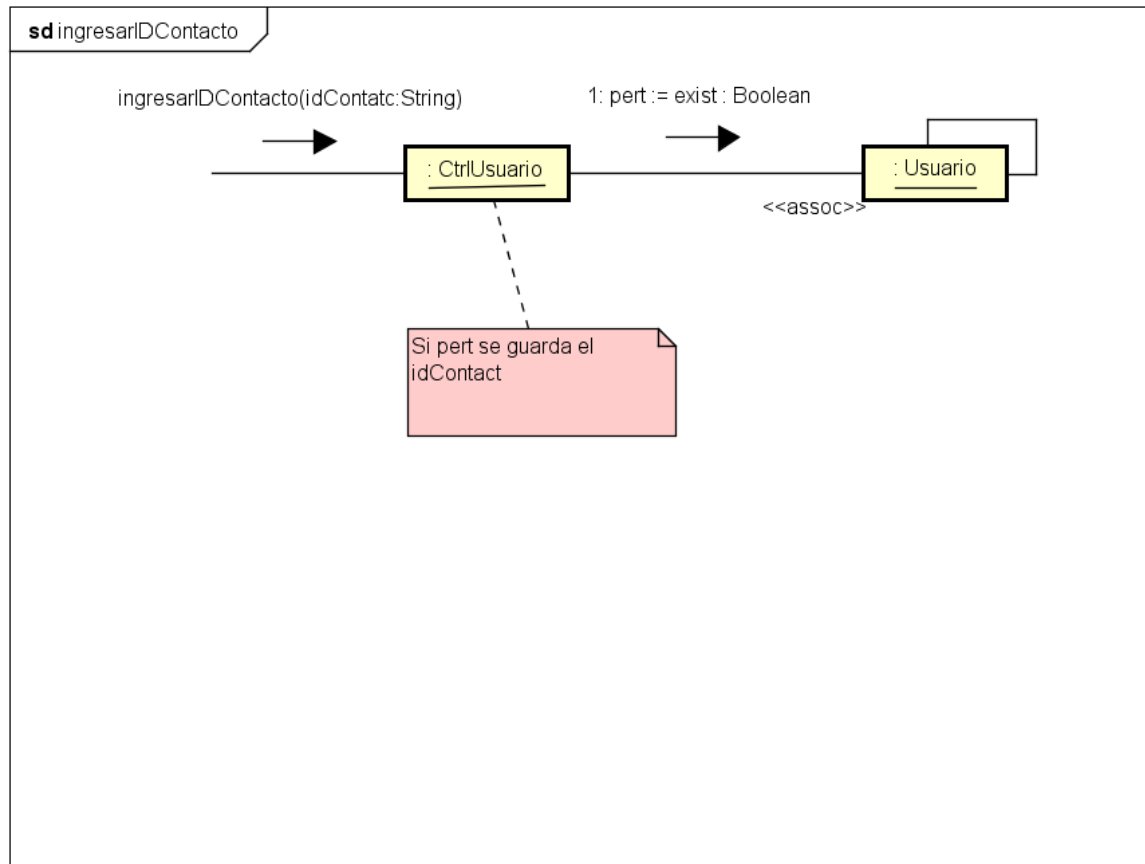 sd ingresarIDContacto
ingresarIDContacto(idContatc:String)
1: pert := exist : Boolean
: CtrlUsuario
: Usuario
<<assoc>>
Si pert se guarda el
idContact